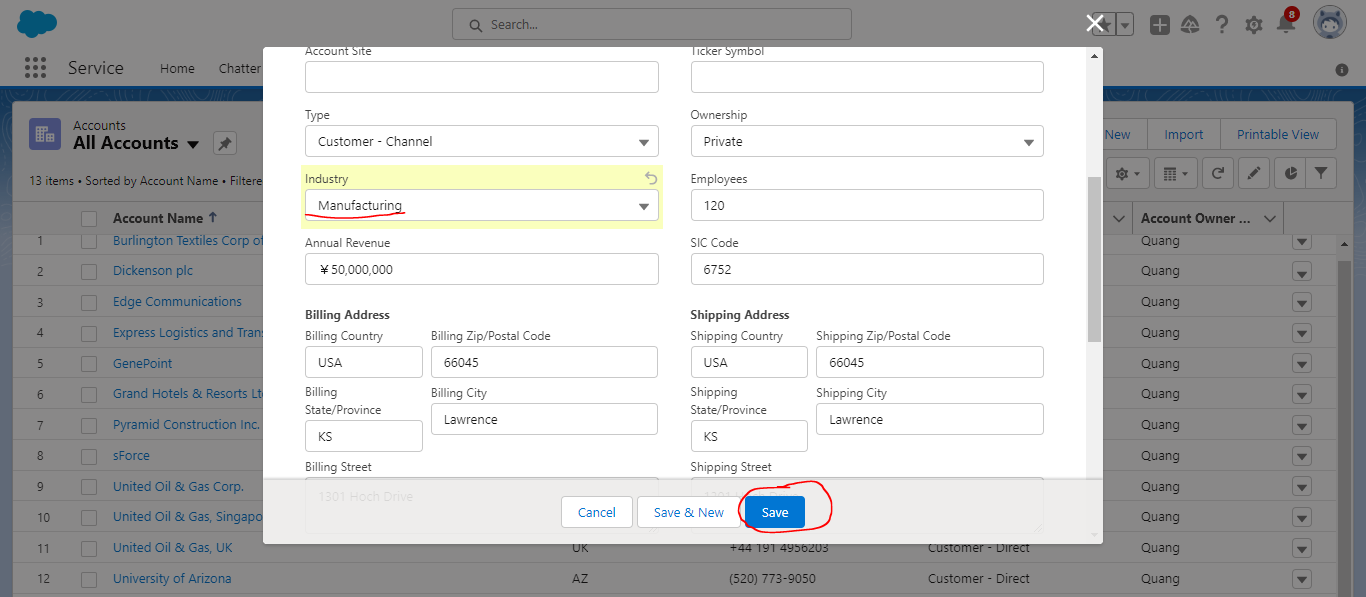 Search...
8
Service
Home
Chatter
Accounts
All Accounts
13 items • Sorted by Account Name • Filtere
New
Import
Printable View
Account Name
Account Owner ...
1
Burlington Textiles Corp of
Quang
2
Dickenson plc
Quang
3
Edge Communications
Quang
4
Express Logistics and Trans
Quang
5
GenePoint
Quang
6
Grand Hotels & Resorts Lt
Quang
7
Pyramid Construction Inc.
Quang
8
sForce
Quang
9
United Oil & Gas Corp.
Quang
10
United Oil & Gas, Singapo
Quang
11
United Oil & Gas, UK
UK
+44 191 4956203
Customer - Direct
Quang
12
University of Arizona
AZ
(520) 773-9050
Customer - Direct
Quang
Account Site
Ticker Symbol
Type
Ownership
Customer - Channel
Private
Industry
Employees
Manufacturing
120
Annual Revenue
SIC Code
¥50,000,000
6752
Billing Address
Shipping Address
Billing Country
Billing Zip/Postal Code
Shipping Country
Shipping Zip/Postal Code
USA
66045
USA
66045
Billing
State/Province
Billing City
Shipping
State/Province
Shipping City
KS
Lawrence
KS
Lawrence
Billing Street
Shipping Street
1301 Hoch Drive
Cancel
Save & New
Save